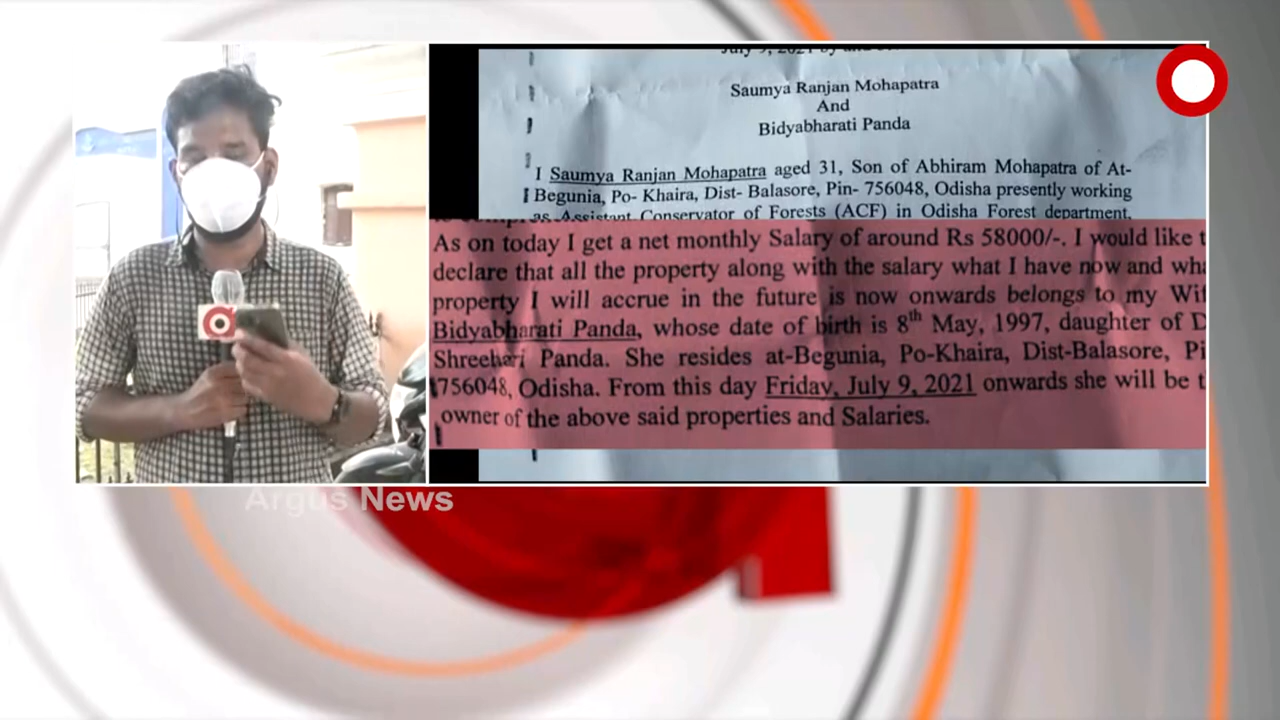 Saumya Ranjan Mohapatra
And
Bidyabharati Panda
I Saumya Ranjan Mohapatra aged 31, Son of Abhiram Mohapatra of At-
Begunia, Po- Khaira, Dist- Balasore, Pin- 756048, Odisha presently working
as Assistant Conservator of Forests (ACF) in Odisha Forest department,
As on today I get a net monthly Salary of around Rs 58000/-. I would like
declare that all the property along with the salary what I have now and
property I will accrue in the future is now onwards belongs to my
Bidyabharati Panda, whose date of birth is 8th May, 1997, daughter of
Shreehari Panda. She resides at-Begunia, Po-Khaira, Dist-Balasore,
756048, Odisha. From this day Friday, July 9, 2021 onwards she will be
owner of the above said properties and Salaries.
Argus News